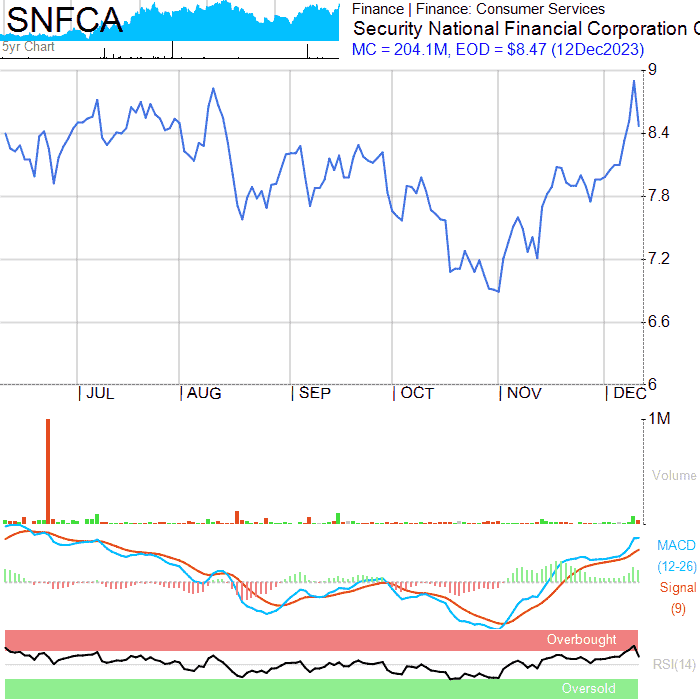 SNFCA
5yr Chart
Finance | Finance: Consumer Services
Security National Financial Corporation C
MC = 204.1M, EOD = $8.47 (12Dec2023)
9
8.4
7.8
7.2
6.6
6
JUL
AUG
SEP
OCT
NOV
DEC
1M
Volume
MACD
(12-26)
Signal
(9)
Overbought
RSI(14)
Oversold